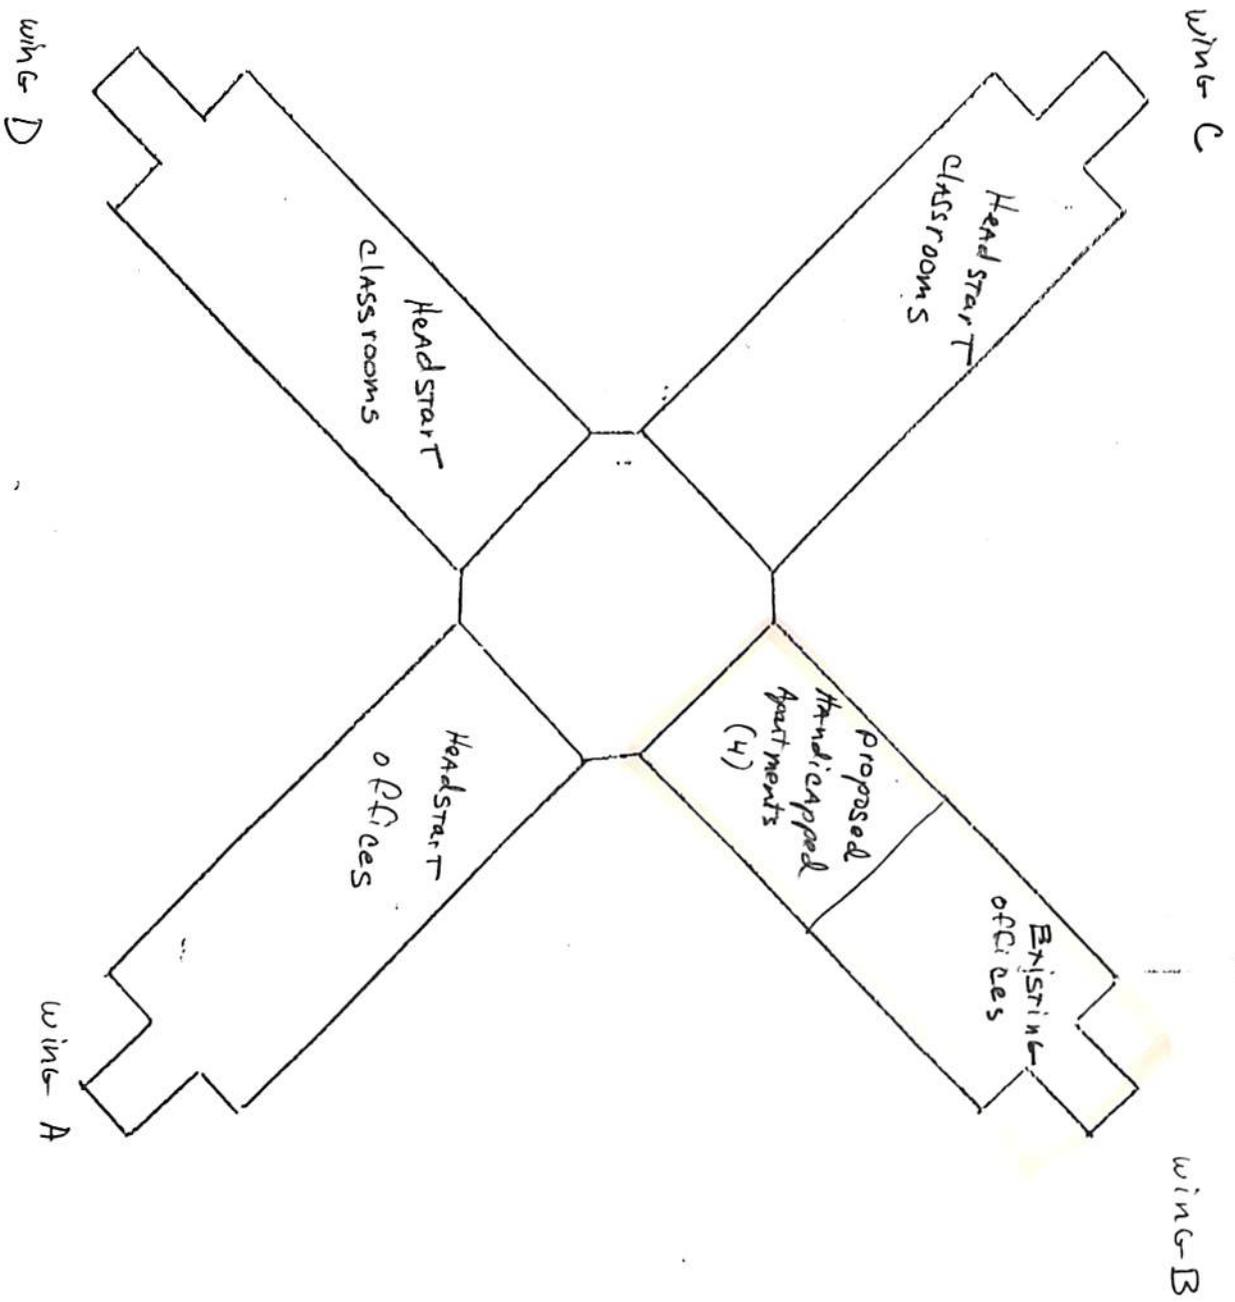 Wing D
Wing C
HeadStarT
Classrooms
HeadStarT
Classrooms
Proposed
Handicapped
Apartments
(4)
Existing
offices
HeadStarT
offices
Wing A
Wing B